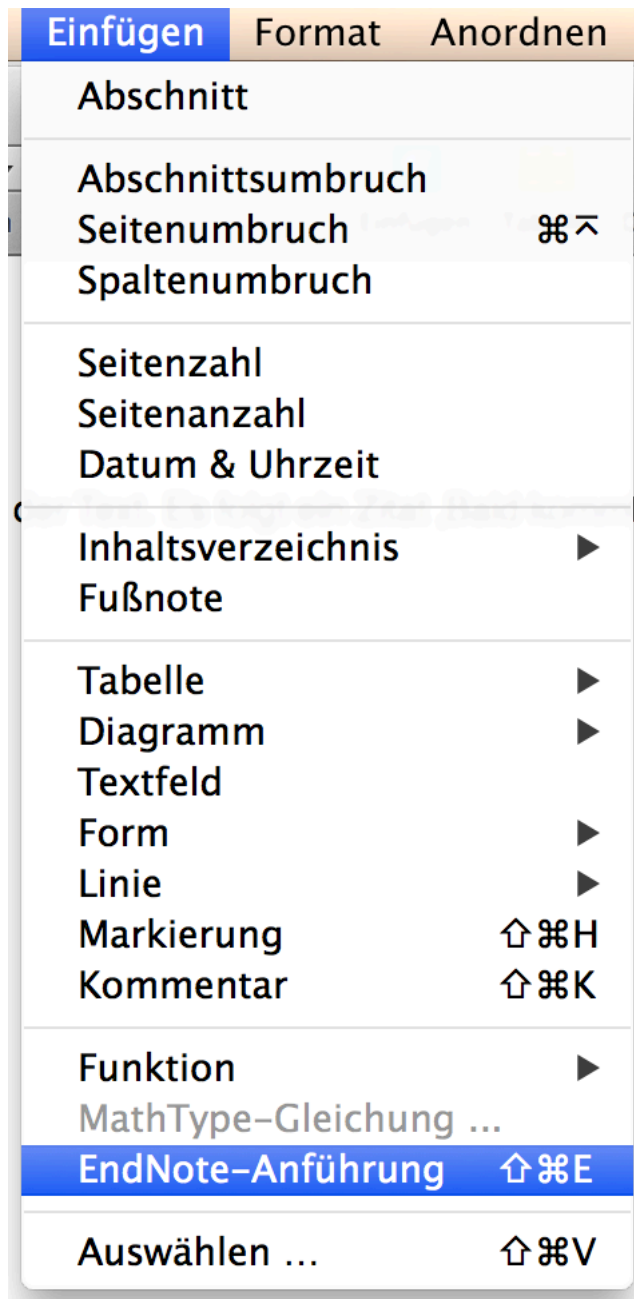 Einfügen Format Anordnen
Abschnitt
Abschnittsumbruch
Seitenumbruch ⌘⌅
Spaltenumbruch
Seitenzahl
Seitenanzahl
Datum & Uhrzeit
Inhaltsverzeichnis ▶
Fußnote
Tabelle ▶
Diagramm ▶
Textfeld
Form ▶
Linie ▶
Markierung ⇧⌘H
Kommentar ⇧⌘K
Funktion ▶
MathType-Gleichung ...
EndNote-Anführung ⇧⌘E
Auswählen ... ⇧⌘V